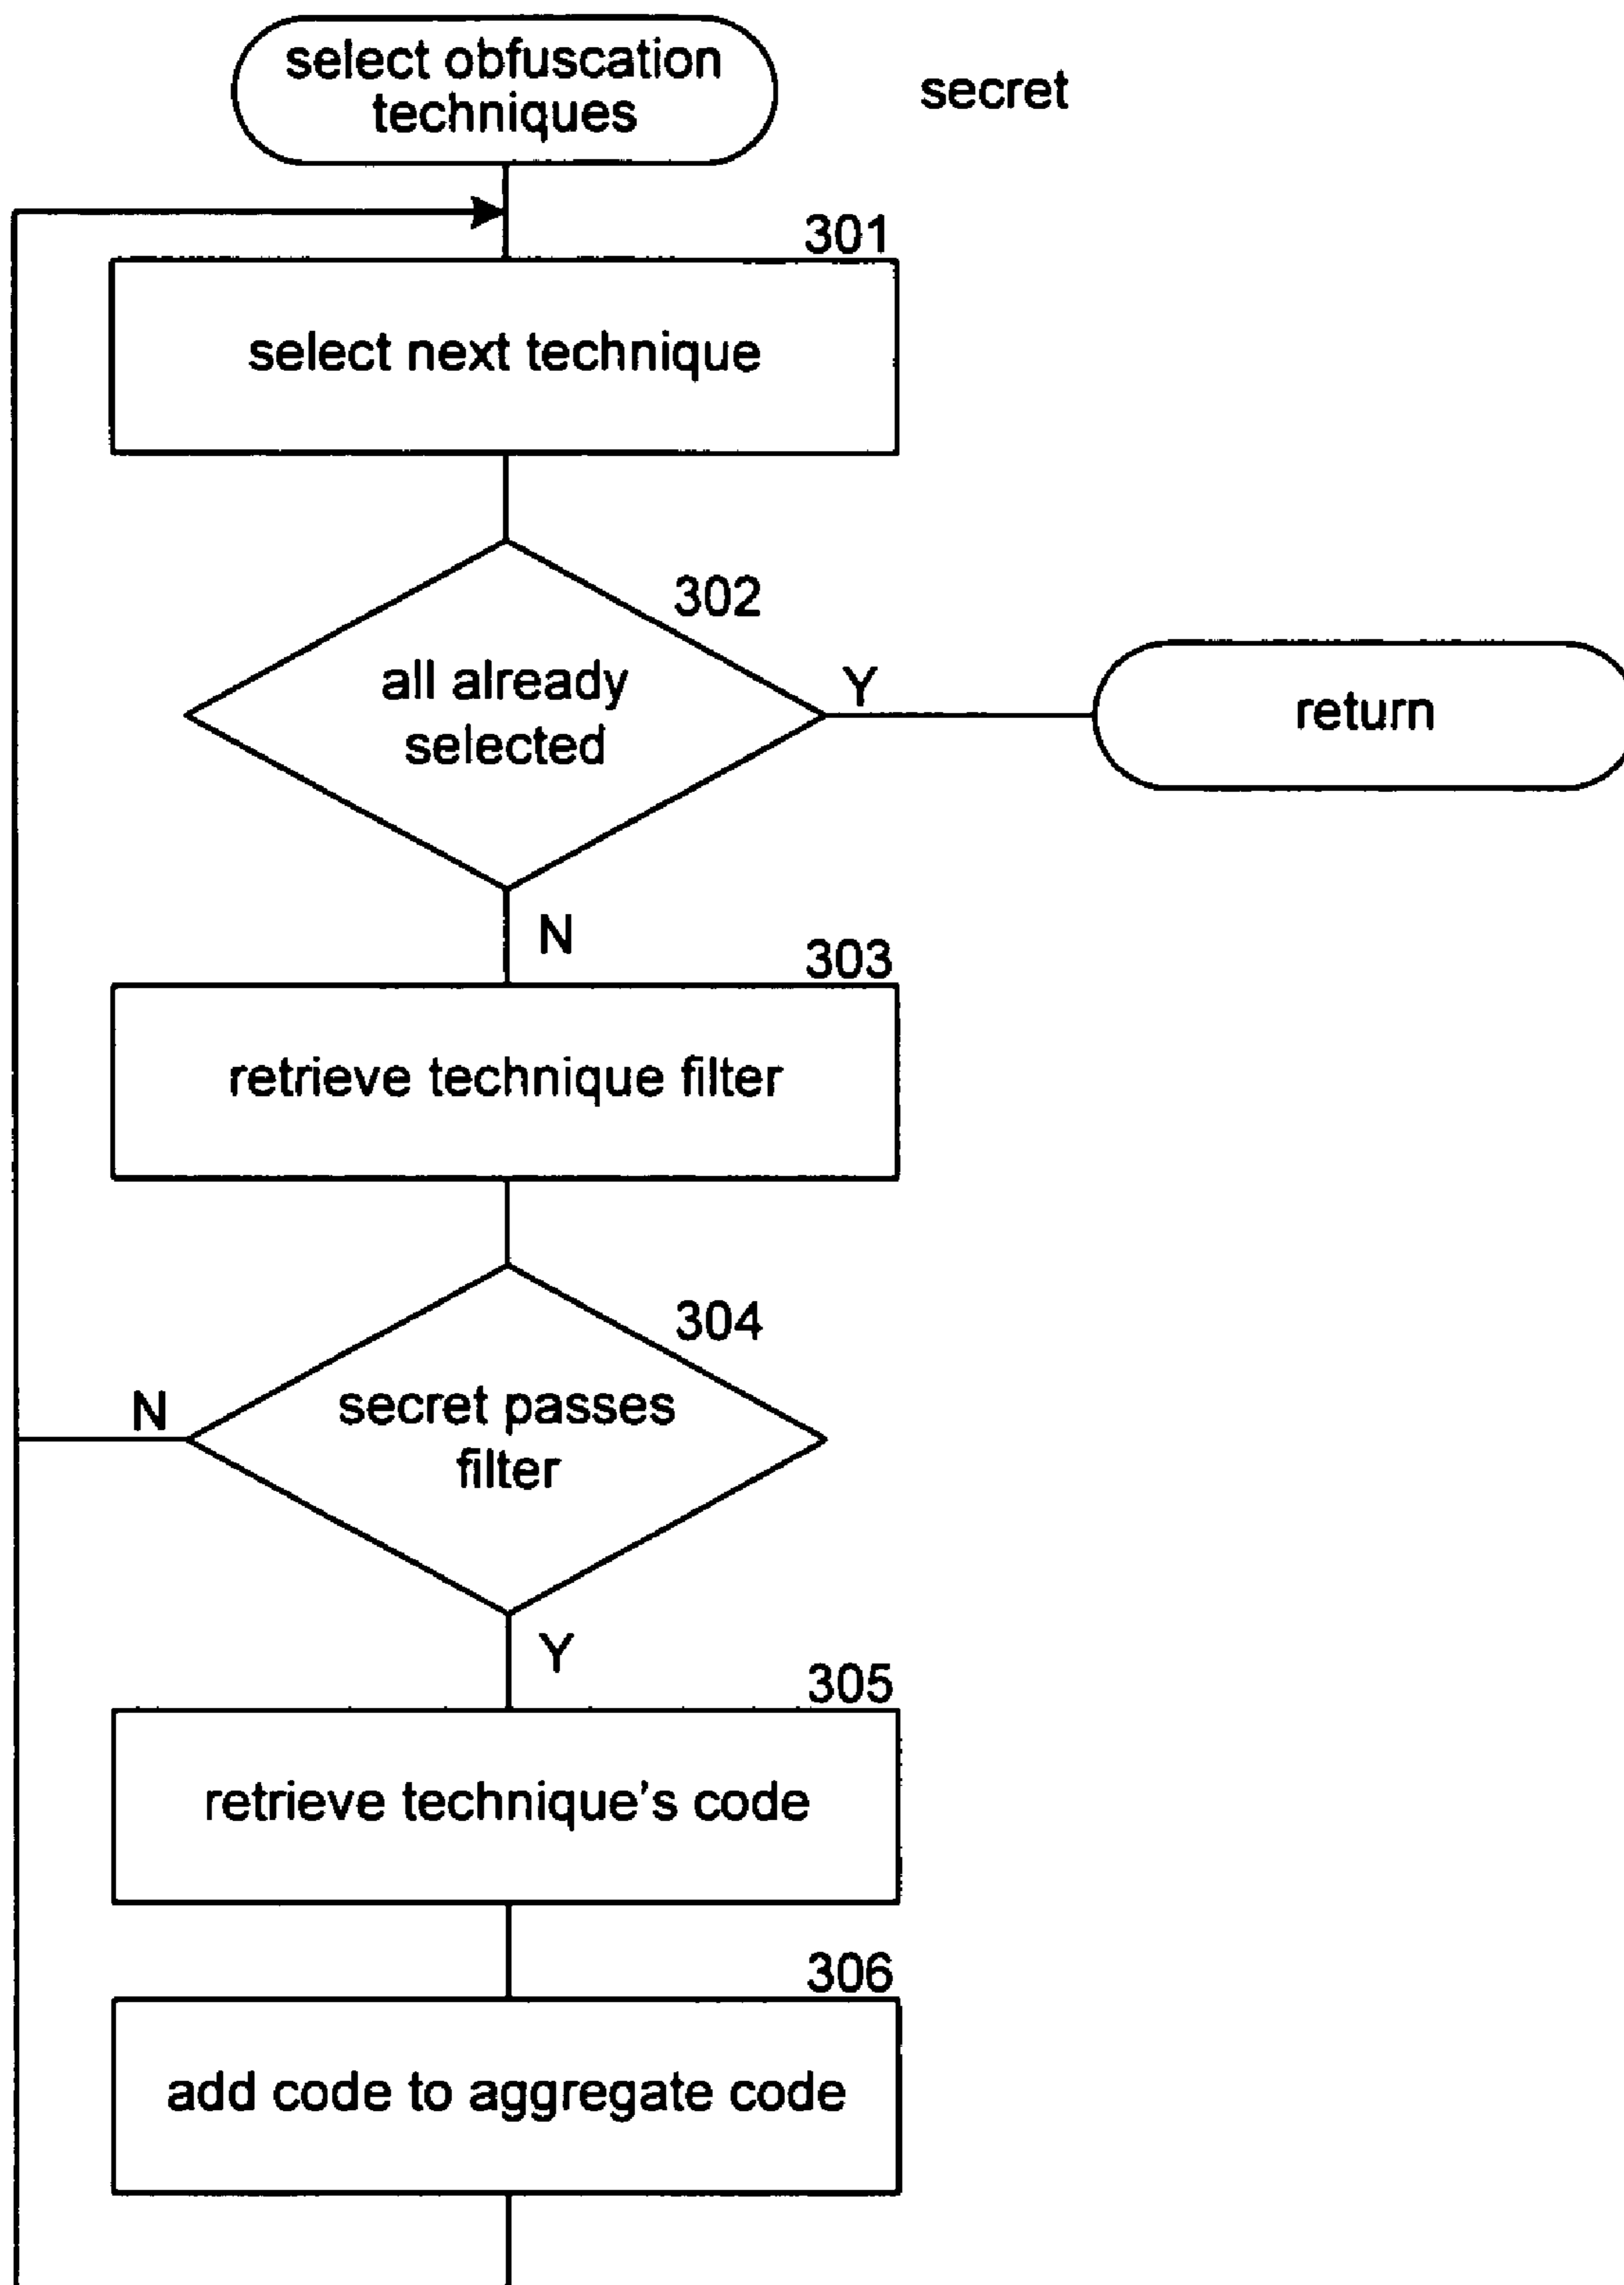 select obfuscation
techniques
secret
301
select next technique
302
all already
selected
Y
return
N
303
retrieve technique filter
304
secret passes
filter
N
Y
305
retrieve technique's code
306
add code to aggregate code